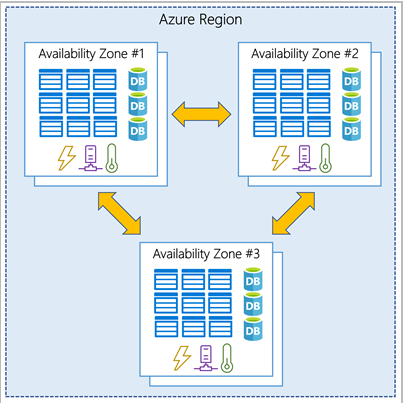 Azure Region
Availability Zone #1
DB
DB
DB
Availability Zone #2
DB
DB
DB
Availability Zone #3
DB
DB
DB